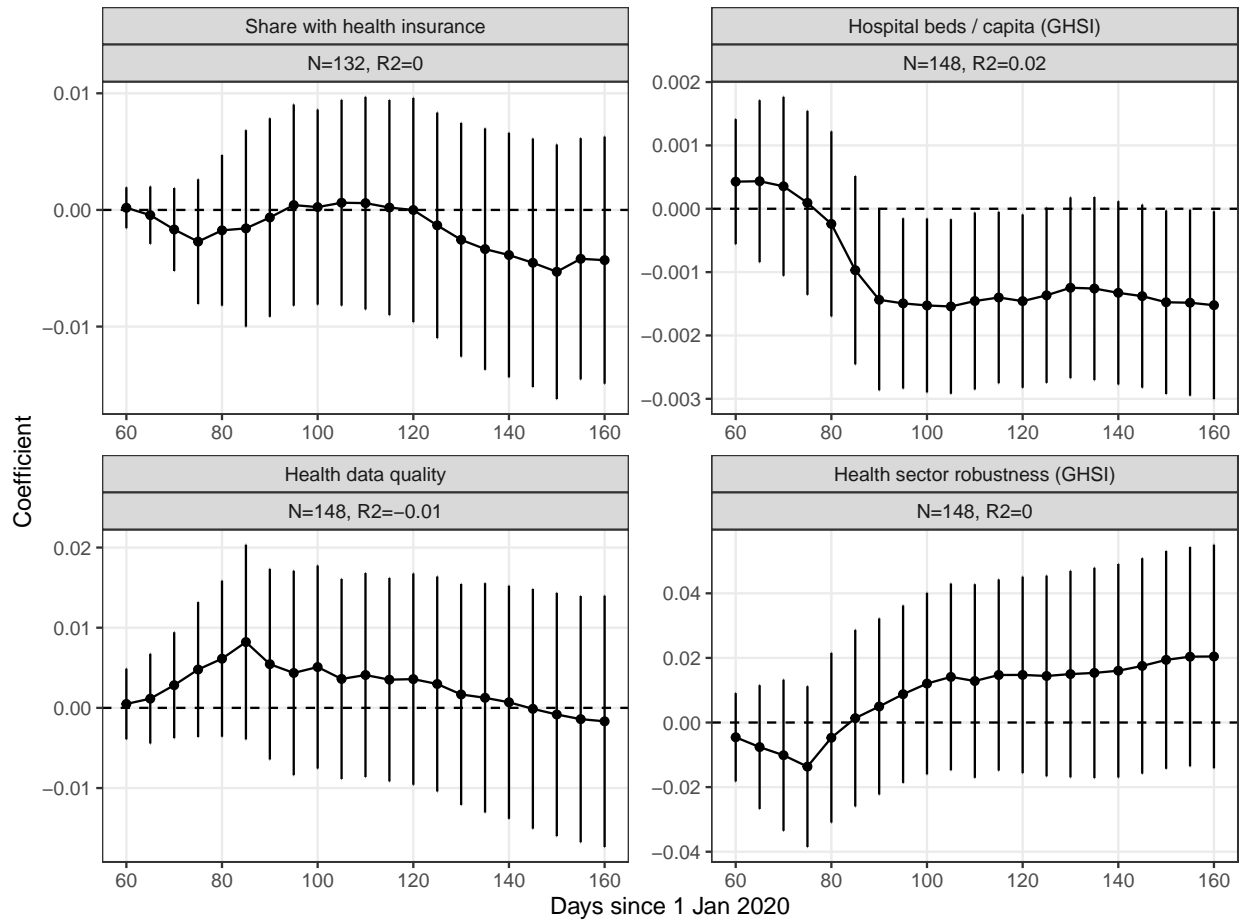 Share with health insurance
N=132, R2=0
0.01
0.00
−0.01
60 80 100 120 140 160
Hospital beds / capita (GHSI)
N=148, R2=0.02
0.002
0.001
0.000
−0.001
−0.002
−0.003
60 80 100 120 140 160
Health data quality
N=148, R2=−0.01
0.02
0.01
0.00
−0.01
60 80 100 120 140 160
Health sector robustness (GHSI)
N=148, R2=0
0.04
0.02
0.00
−0.02
−0.04
60 80 100 120 140 160
Coefficient
Days since 1 Jan 2020